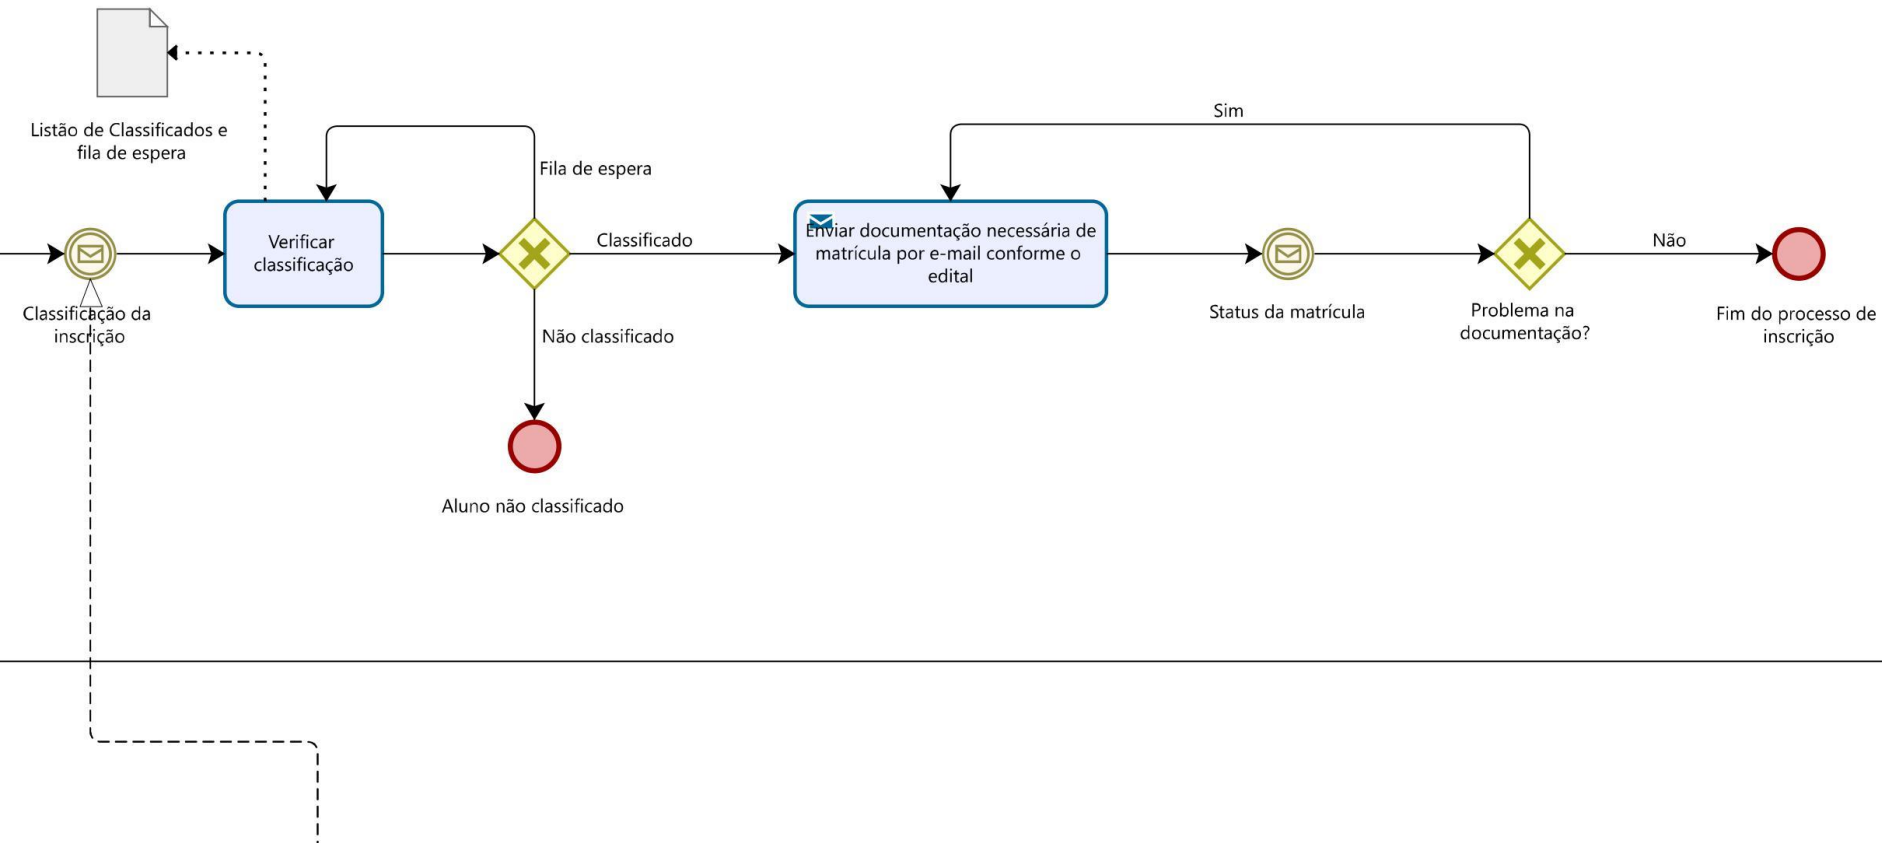 Listão de Classificados e
fila de espera
Sim
Fila de espera
Classificação da
inscrição
Verificar
classificação
Classificado
Não classificado
Aluno não classificado
Enviar documentação necessária de
matrícula por e-mail conforme o
edital
Status da matrícula
Problema na
documentação?
Não
Fim do processo de
inscrição